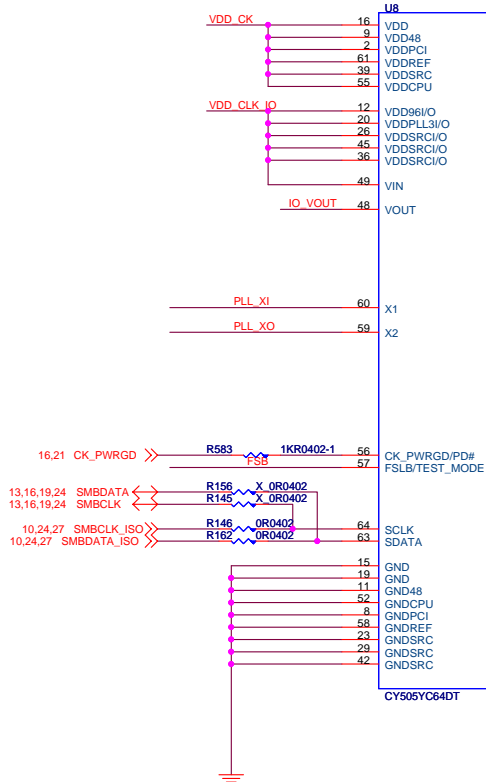 U8
VDD_CK 16 VDD
9 VDD48
2 VDDPCI
61 VDDREF
39 VDDSRC
55 VDDCPU
VDD_CLK_IO 12 VDD96I/O
20 VDDPLL3I/O
26 VDDSRCI/O
45 VDDSRCI/O
36 VDDSRCI/O
49 VIN
IO_VOUT 48 VOUT
PLL_XI 60 X1
PLL_XO 59 X2
16,21 CK_PWRGD R583 1KR0402-1 56 CK_PWRGD/PD#
FSB 57 FSLB/TEST_MODE
13,16,19,24 SMBDATA R156 X_0R0402
13,16,19,24 SMBCLK R145 X_0R0402
10,24,27 SMBCLK_ISO R146 0R0402 64 SCLK
10,24,27 SMBDATA_ISO R162 0R0402 63 SDATA
15 GND
19 GND
11 GND48
52 GNDCPU
8 GNDPCI
58 GNDREF
23 GNDSRC
29 GNDSRC
42 GNDSRC
CY505YC64DT